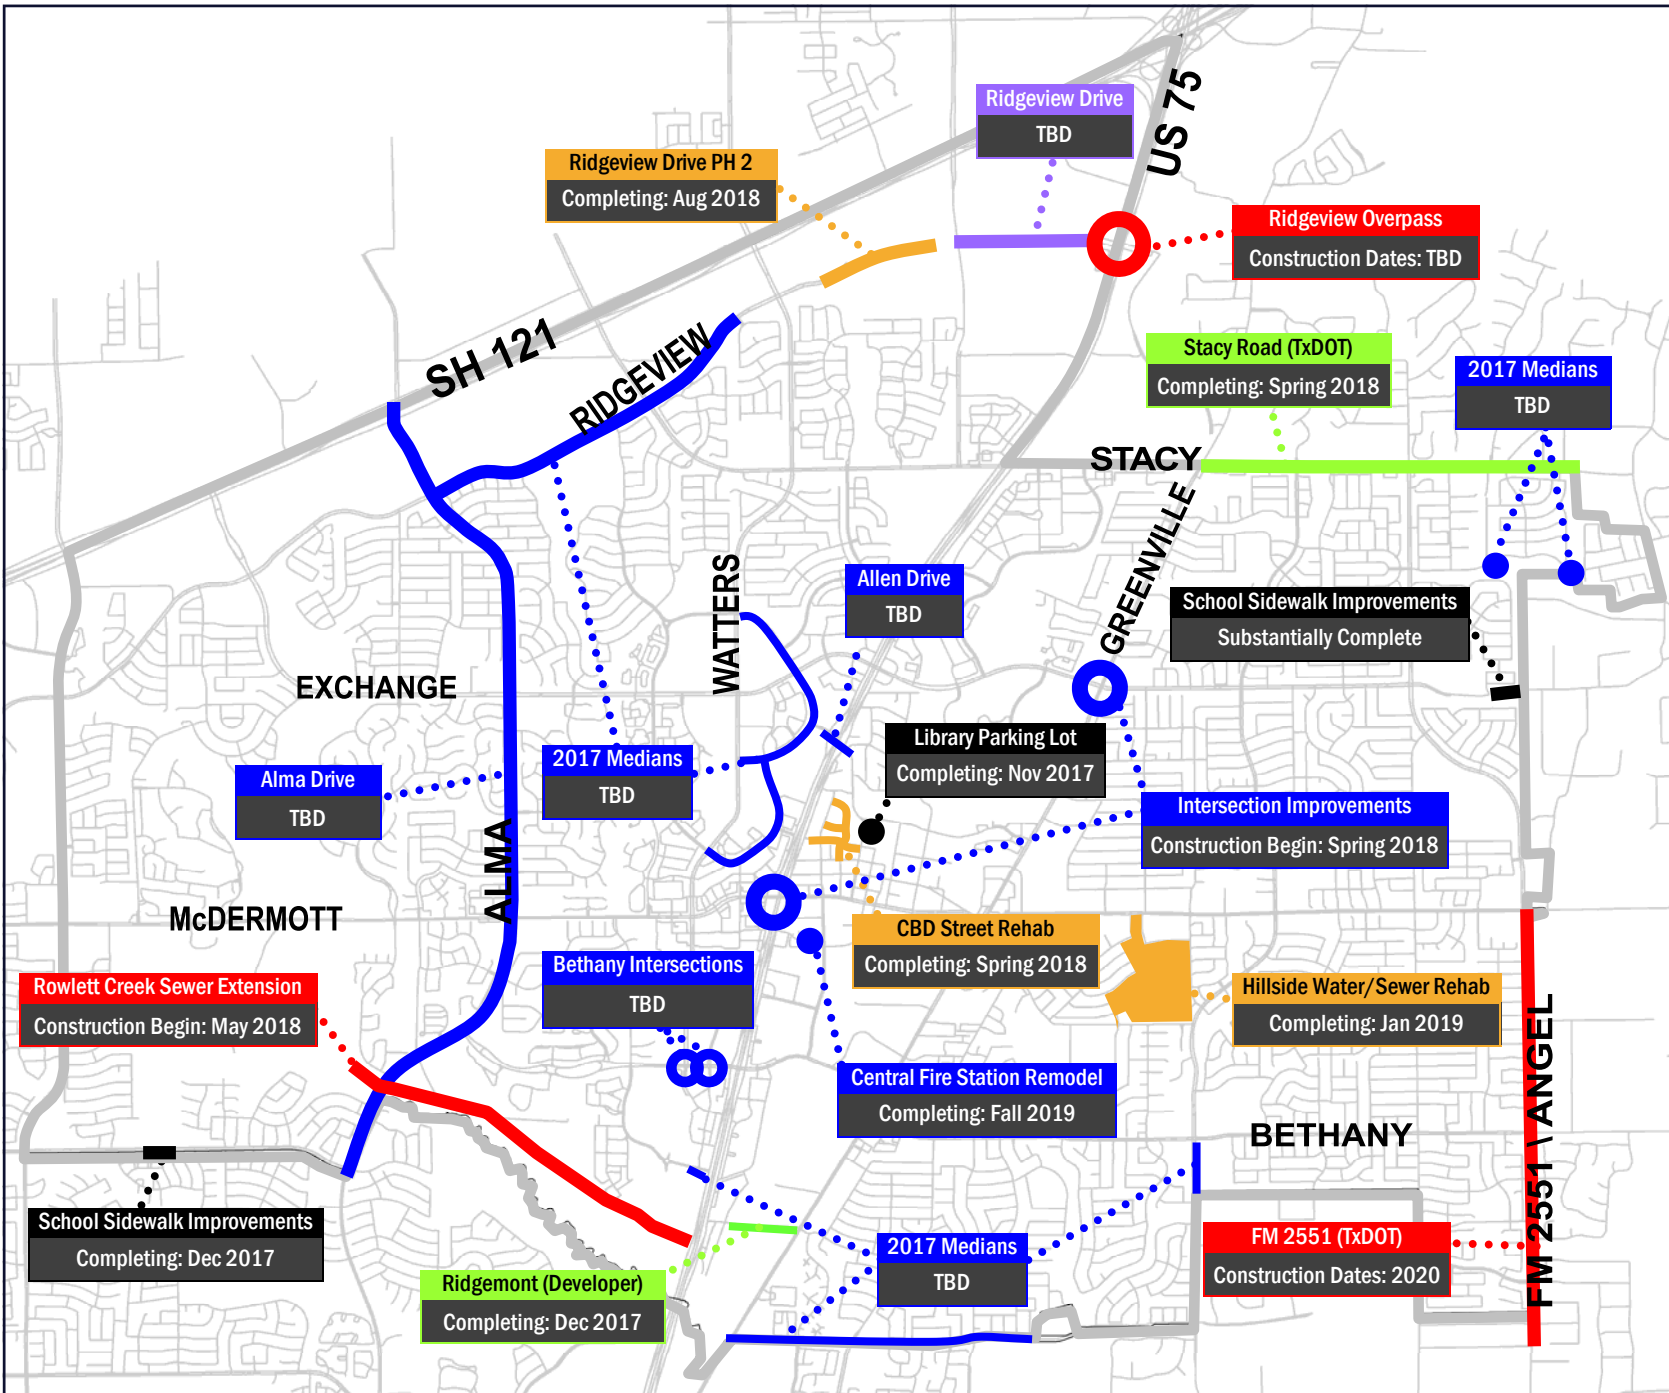 Ridgeview Drive
TBD
US 75
Ridgeview Drive PH 2
Completing: Aug 2018
Ridgeview Overpass
Construction Dates: TBD
SH 121
RIDGEVIEW
Stacy Road (TxDOT)
Completing: Spring 2018
2017 Medians
TBD
STACY
GREENVILLE
WATTERS
Allen Drive
TBD
School Sidewalk Improvements
Substantially Complete
EXCHANGE
Library Parking Lot
Completing: Nov 2017
2017 Medians
TBD
Alma Drive
TBD
Intersection Improvements
Construction Begin: Spring 2018
ALMA
McDERMOTT
CBD Street Rehab
Completing: Spring 2018
Bethany Intersections
TBD
Rowlett Creek Sewer Extension
Construction Begin: May 2018
Hillside Water/Sewer Rehab
Completing: Jan 2019
Central Fire Station Remodel
Completing: Fall 2019
BETHANY
FM 2551 \ ANGEL
School Sidewalk Improvements
Completing: Dec 2017
2017 Medians
TBD
FM 2551 (TxDOT)
Construction Dates: 2020
Ridgemont (Developer)
Completing: Dec 2017